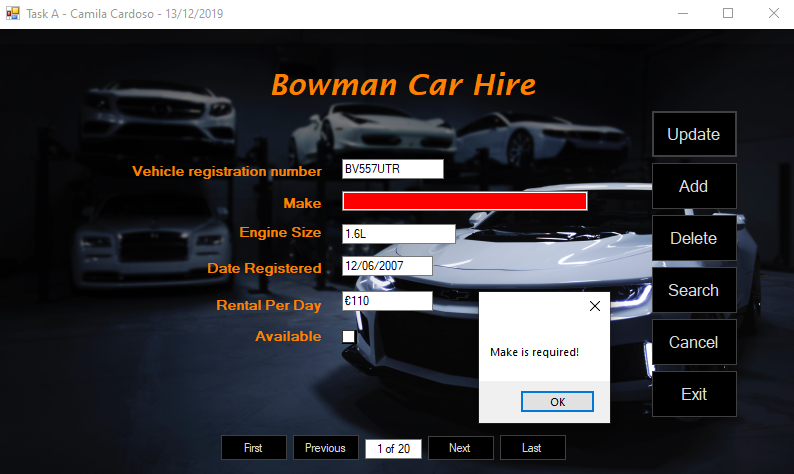 Task A - Camila Cardoso - 13/12/2019
Bowman Car Hire
Vehicle registration number BV557UTR
Make
Engine Size 1.6L
Date Registered 12/06/2007
Rental Per Day €110
Available
Update
Add
Delete
Search
Cancel
Exit
Make is required!
OK
First Previous 1 of 20 Next Last